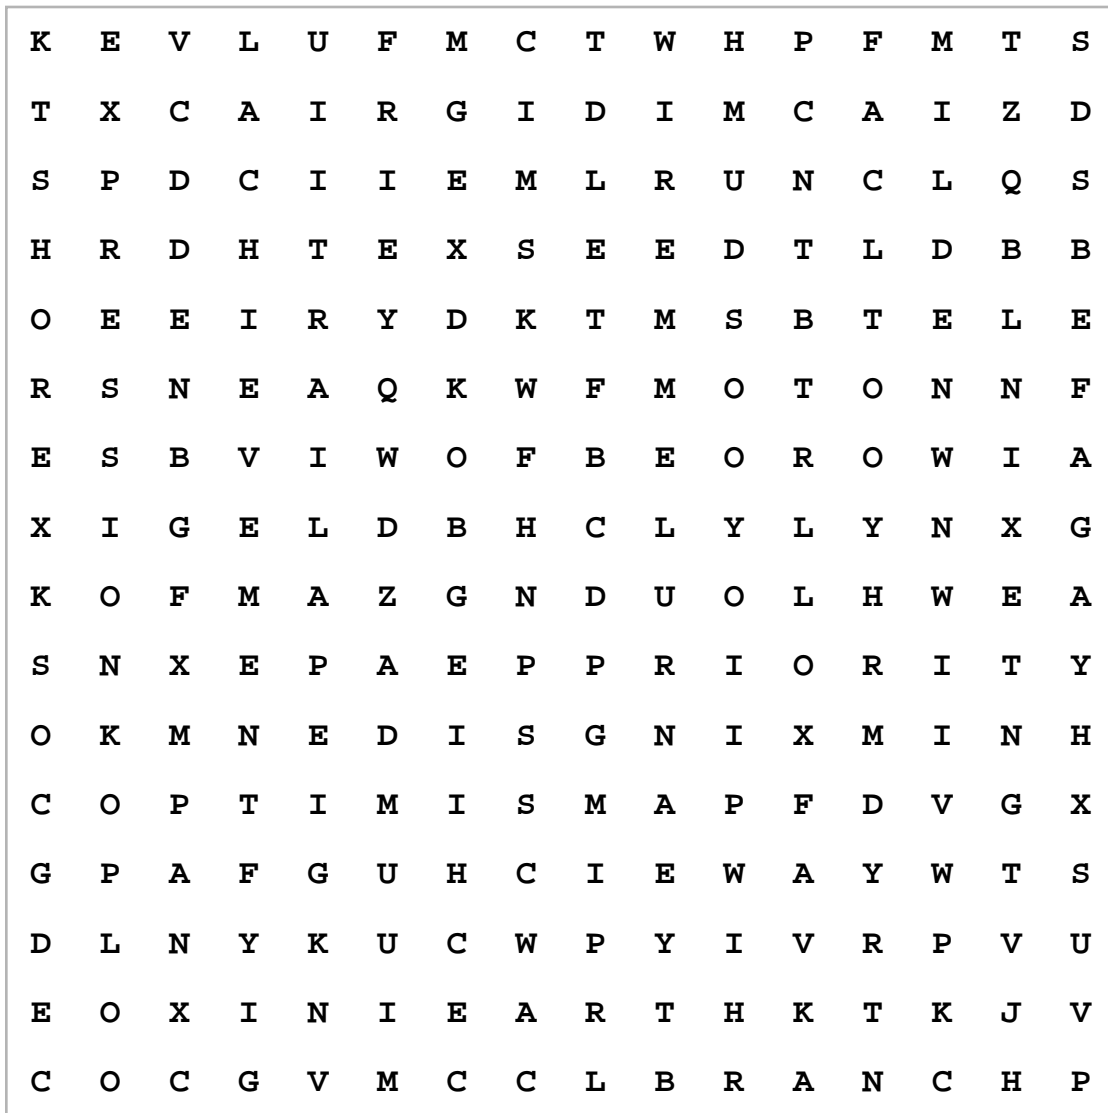 K E V L U F M C T W H P F M T S
T X C A I R G I D I M C A I Z D
S P D C I I E M L R U N C L Q S
H R D H T E X S E E D T L D B B
O E E I R Y D K T M S B T E L E
R S N E A Q K W F M O T O N N F
E S B V I W O F B E O R O W I A
X I G E L D B H C L Y L Y N X G
K O F M A Z G N D U O L H W E A
S N X E P A E P P R I O R I T Y
O K M N E D I S G N I X M I N H
C O P T I M I S M A P F D V G X
G P A F G U H C I E W A Y W T S
D L N Y K U C W P Y I V R P V U
E O X I N I E A R T H K T K J V
C O C G V M C C L B R A N C H P